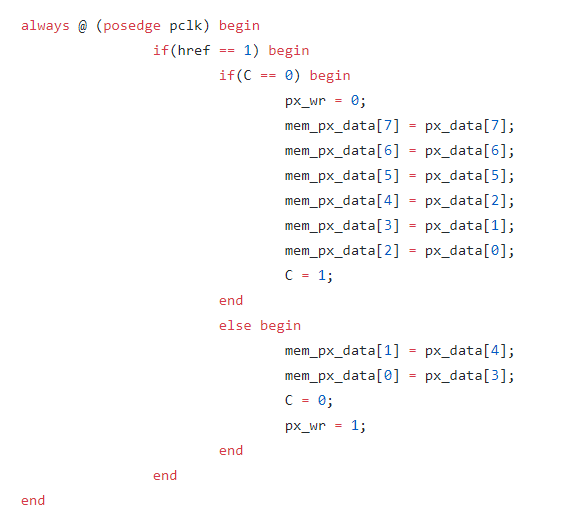 always @ (posedge pclk) begin
if(href == 1) begin
if(C == 0) begin
px_wr = 0;
mem_px_data[7] = px_data[7];
mem_px_data[6] = px_data[6];
mem_px_data[5] = px_data[5];
mem_px_data[4] = px_data[2];
mem_px_data[3] = px_data[1];
mem_px_data[2] = px_data[0];
C = 1;
end
else begin
mem_px_data[1] = px_data[4];
mem_px_data[0] = px_data[3];
C = 0;
px_wr = 1;
end
end
end